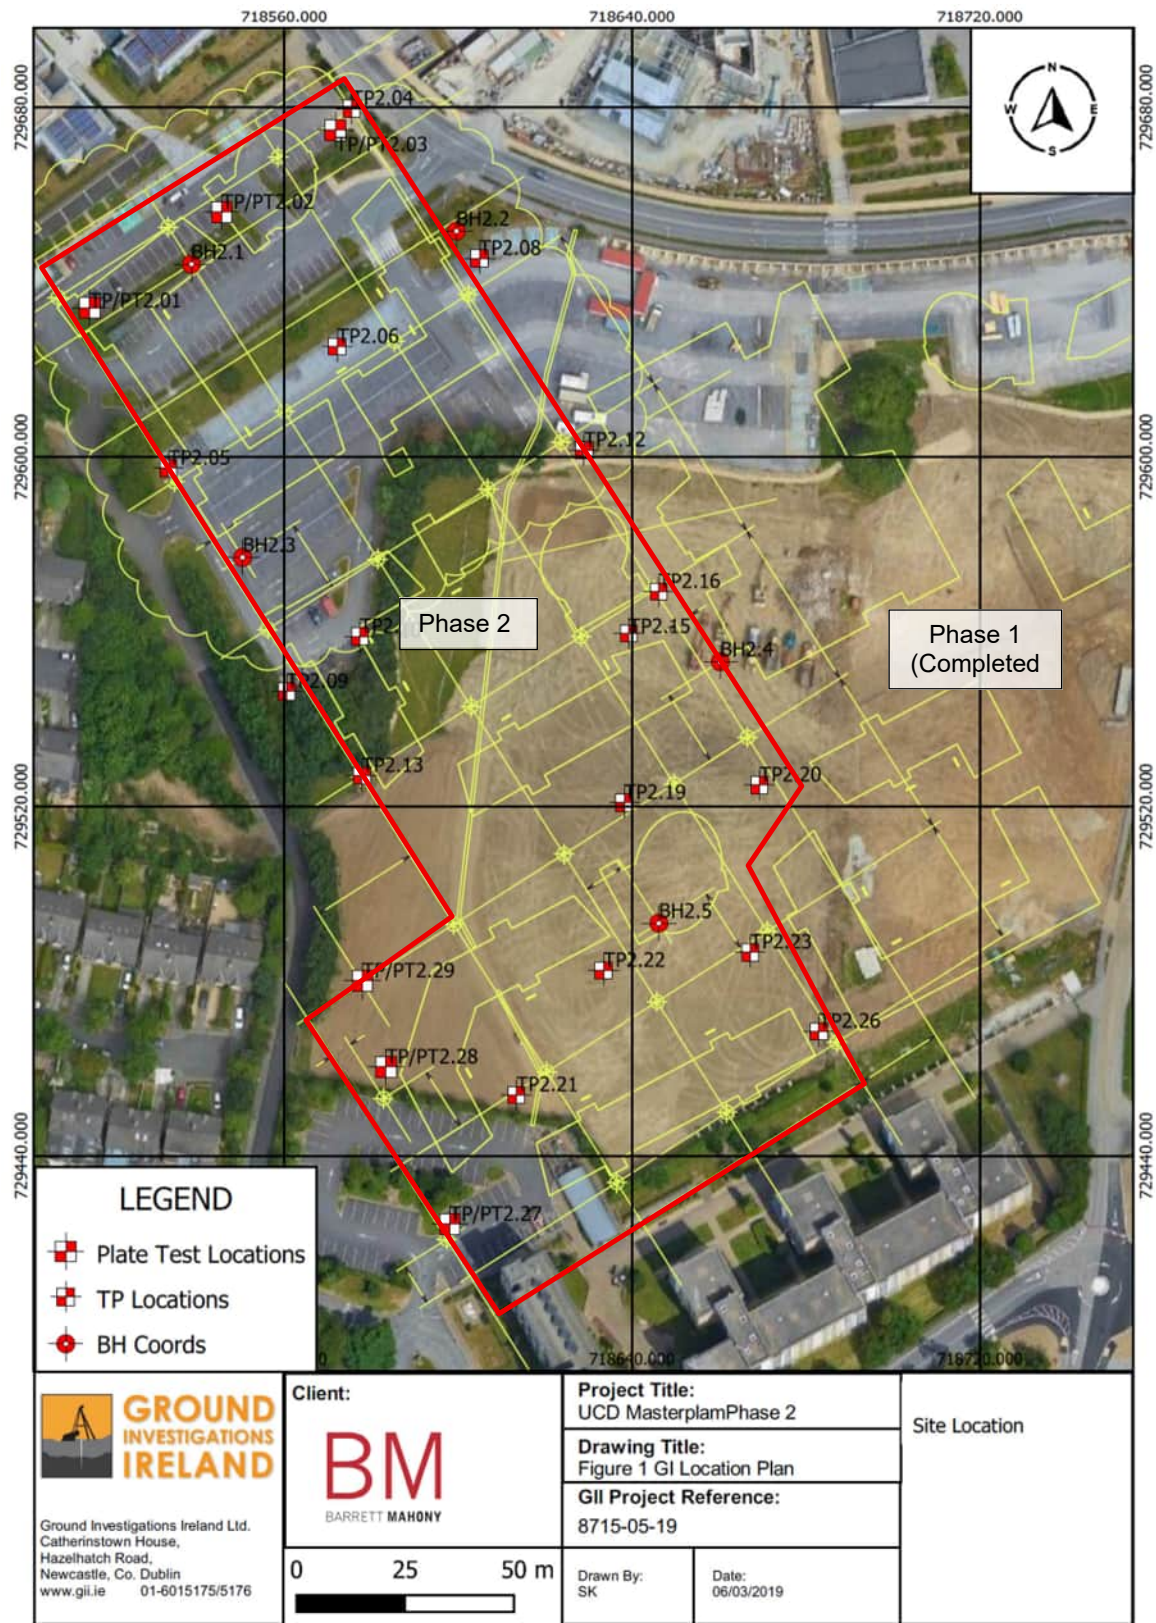 718560.000
718640.000
718720.000
729680.000
729680.000
N
W
E
S
TP2.04
TP/PT2.03
TP/PT2.02
BH2.2
TP2.08
BH2.1
TP/PT2.01
TP2.06
TP2.12
729600.000
729600.000
TP2.05
BH2.3
TP2.16
Phase 2
TP2.15
Phase 1
(Completed
BH2.4
TP2.09
TP2.13
TP2.20
TP2.19
729520.000
729520.000
BH2.5
TP2.23
TP2.22
TP/PT2.29
TP2.26
TP/PT2.28
TP2.21
729440.000
729440.000
TP/PT2.27
LEGEND
Plate Test Locations
TP Locations
BH Coords
718640.000
718720.000
GROUND
INVESTIGATIONS
IRELAND
Ground Investigations Ireland Ltd.
Catherinstown House,
Hazelhatch Road,
Newcastle, Co. Dublin
www.gii.ie 01-6015175/5176
Client:
BM
BARRETT MAHONY
0 25 50 m
Project Title:
UCD MasterplamPhase 2
Drawing Title:
Figure 1 GI Location Plan
GII Project Reference:
8715-05-19
Drawn By:
SK
Date:
06/03/2019
Site Location